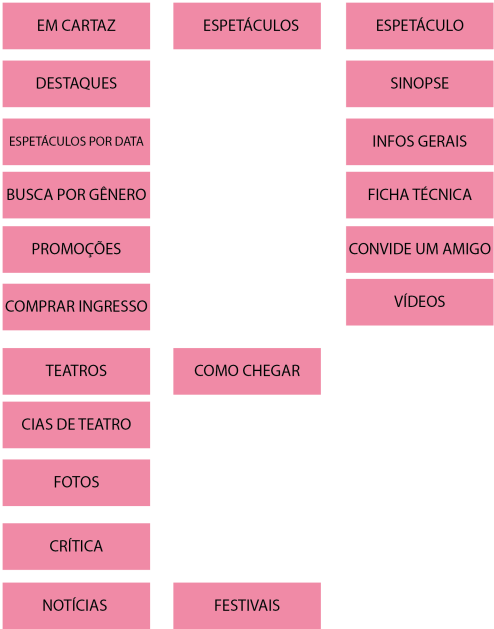 EM CARTAZ
ESPETÁCULOS
ESPETÁCULO
DESTAQUES
SINOPSE
ESPETÁCULOS POR DATA
INFOS GERAIS
BUSCA POR GÊNERO
FICHA TÉCNICA
PROMOÇÕES
CONVIDE UM AMIGO
COMPRAR INGRESSO
VÍDEOS
TEATROS
COMO CHEGAR
CIAS DE TEATRO
FOTOS
CRÍTICA
NOTÍCIAS
FESTIVAIS